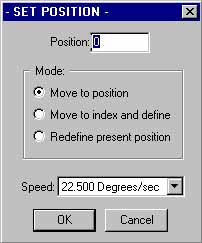 - SET POSITION -
Position: 0
Mode:
Move to position
Move to index and define
Redefine present position
Speed: 22.500 Degrees/sec
OK Cancel